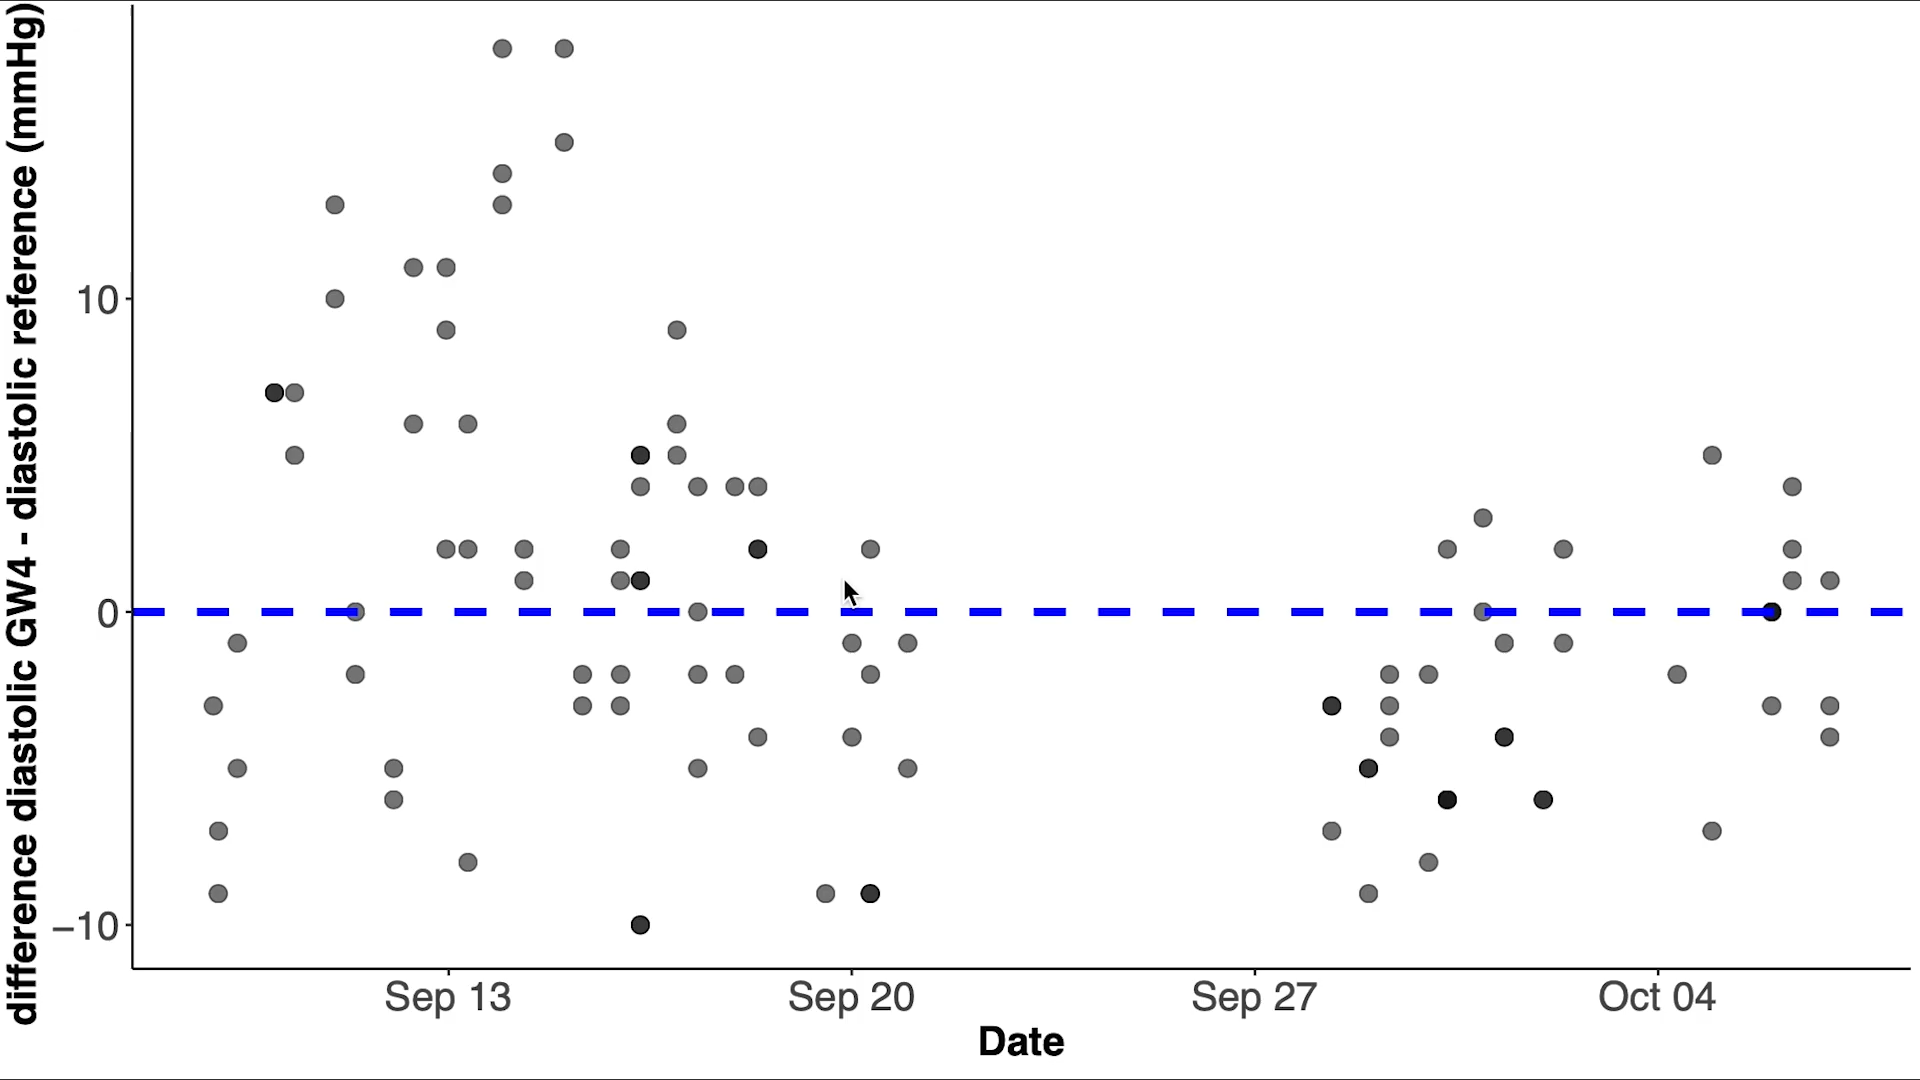 difference diastolic GW4 - diastolic reference (mmHg)
10
0
−10
Sep 13 Sep 20 Sep 27 Oct 04
Date